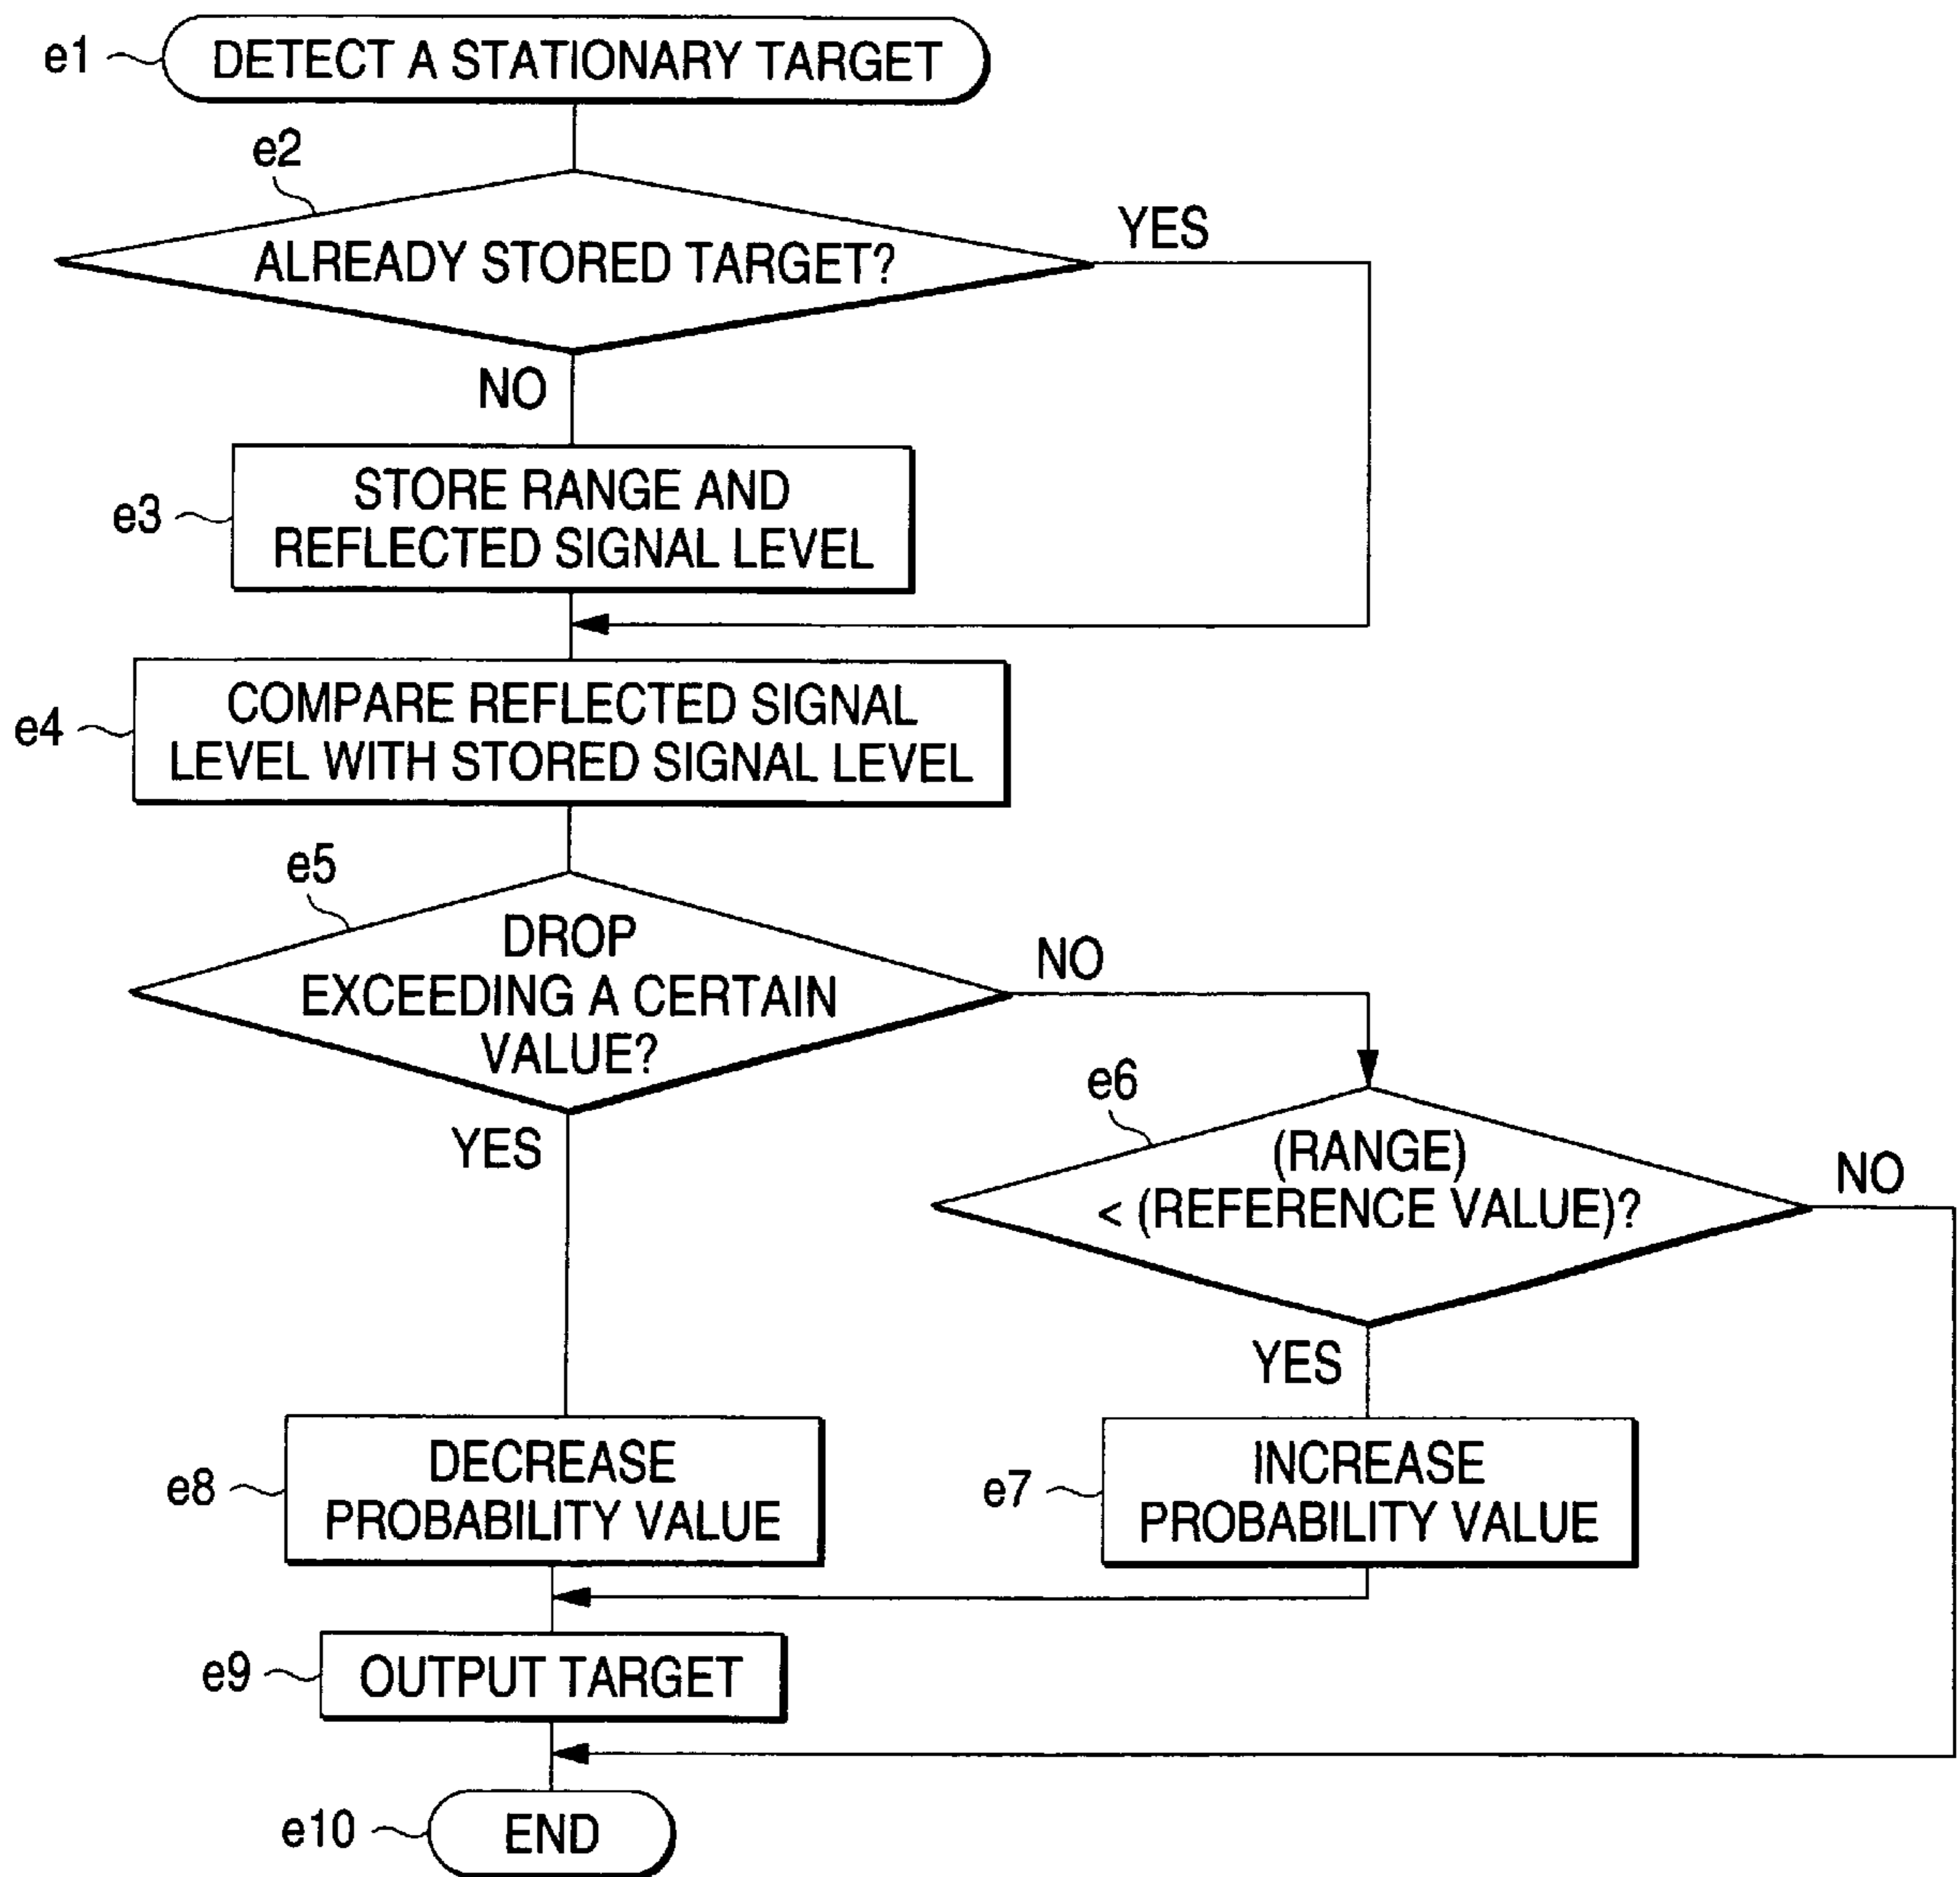 e1
DETECT A STATIONARY TARGET
e2
ALREADY STORED TARGET?
YES
NO
e3
STORE RANGE AND
REFLECTED SIGNAL LEVEL
e4
COMPARE REFLECTED SIGNAL
LEVEL WITH STORED SIGNAL LEVEL
e5
DROP
EXCEEDING A CERTAIN
VALUE?
NO
YES
e6
(RANGE)
< (REFERENCE VALUE)?
NO
YES
e8
DECREASE
PROBABILITY VALUE
e7
INCREASE
PROBABILITY VALUE
e9
OUTPUT TARGET
e10
END